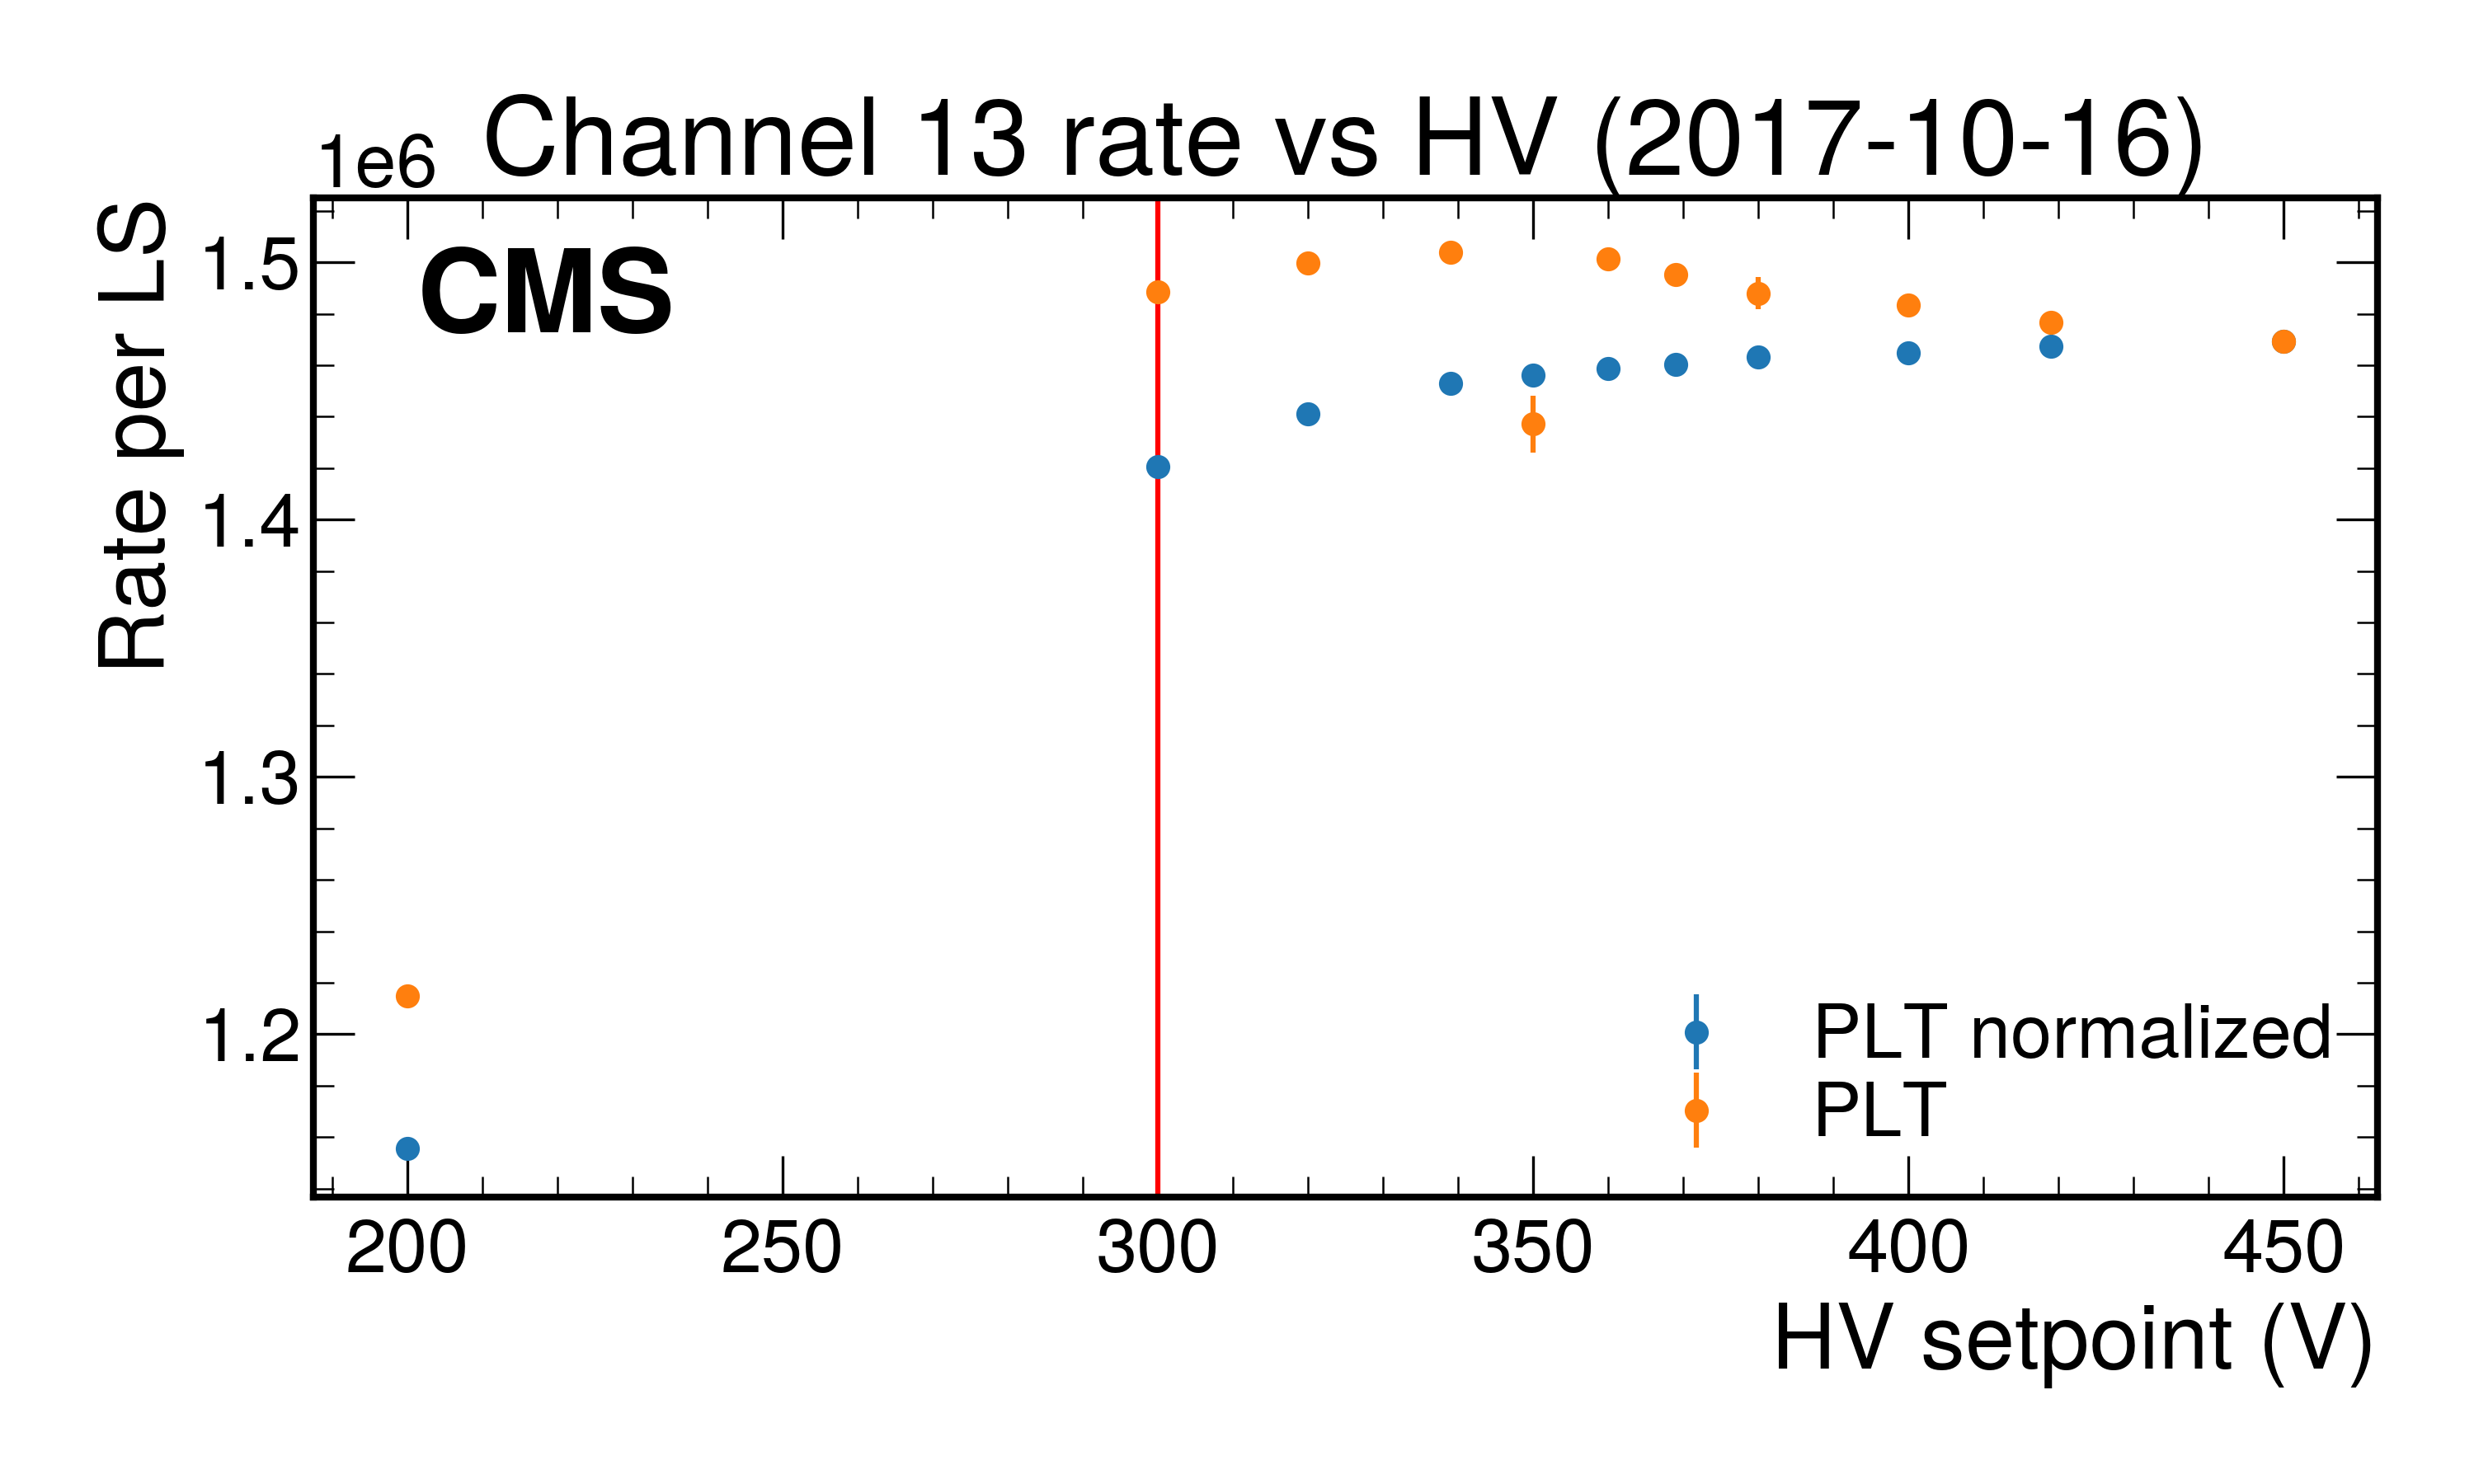 1e6 Channel 13 rate vs HV (2017-10-16)
CMS
Rate per LS
1.5
1.4
1.3
1.2
PLT normalized
PLT
200 250 300 350 400 450
HV setpoint (V)